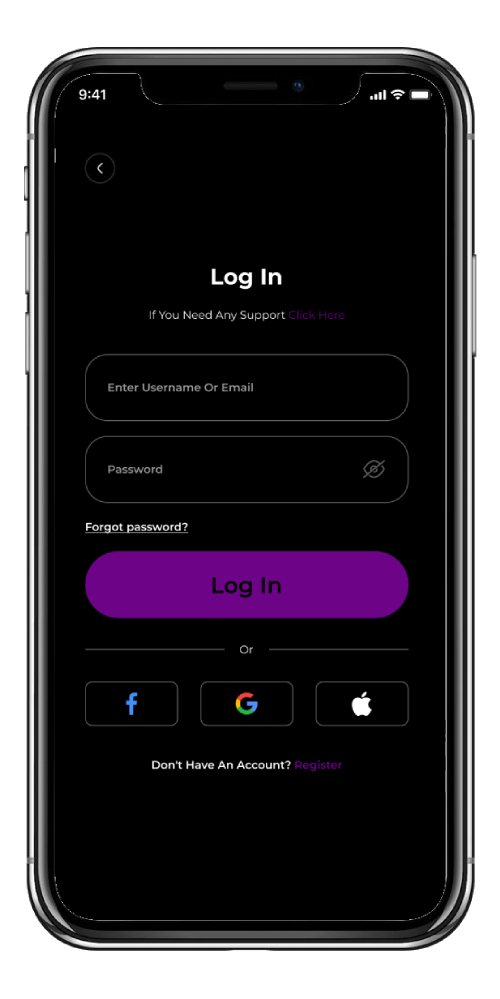 9:41
Log In
If You Need Any Support Click Here
Enter Username Or Email
Password
Forgot password?
Log In
Or
Don't Have An Account? Register